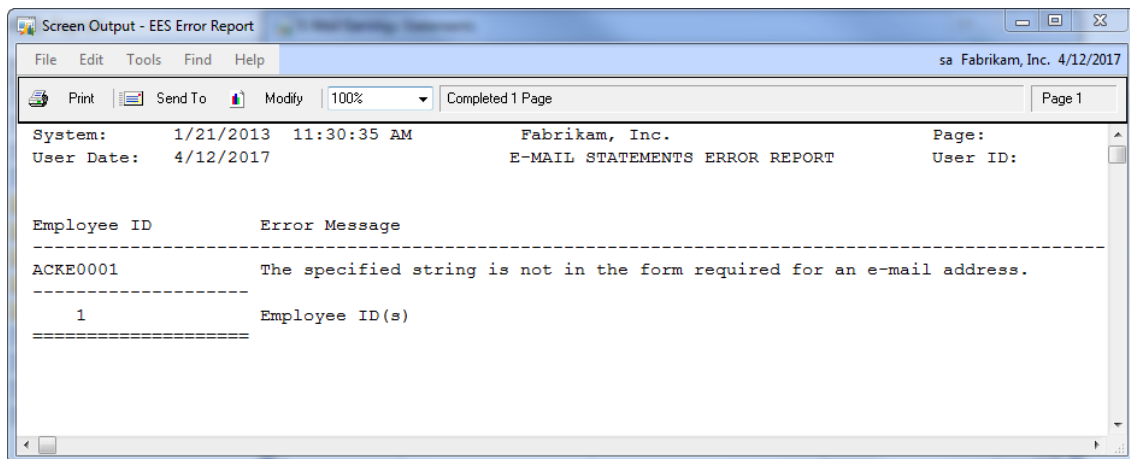 Screen Output - EES Error Report
File Edit Tools Find Help sa Fabrikam, Inc. 4/12/2017
Print Send To Modify 100% Completed 1 Page Page 1
System: 1/21/2013 11:30:35 AM Fabrikam, Inc. Page:
User Date: 4/12/2017 E-MAIL STATEMENTS ERROR REPORT User ID:
Employee ID Error Message
ACKE0001 The specified string is not in the form required for an e-mail address.
1 Employee ID(s)